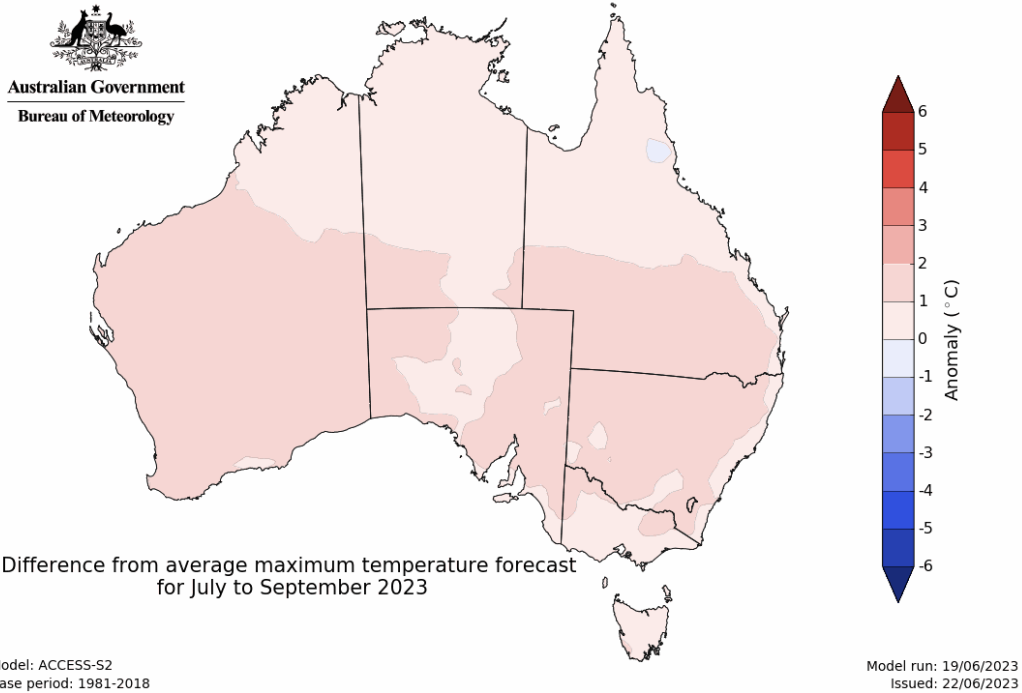 Australian Government
Bureau of Meteorology
6
5
4
3
2
1
0
-1
-2
-3
-4
-5
-6
Anomaly (°C)
Difference from average maximum temperature forecast
for July to September 2023
odel: ACCESS-S2
ase period: 1981-2018
Model run: 19/06/2023
Issued: 22/06/2023